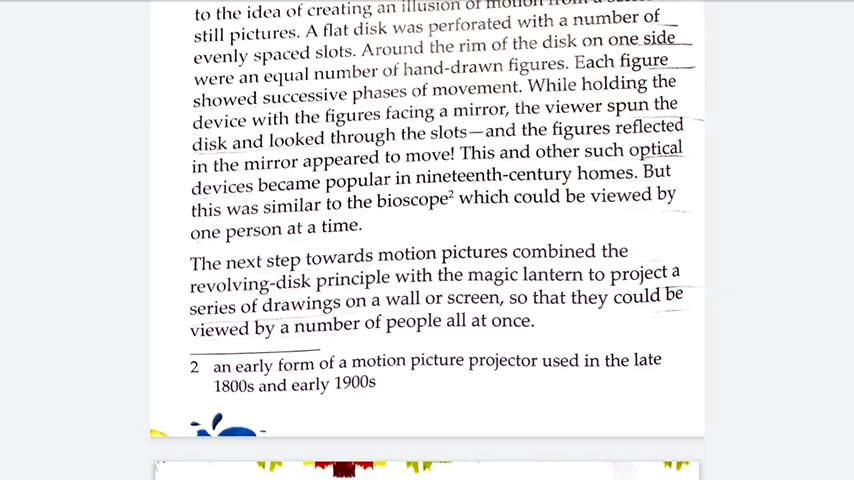 to the idea of creating an illusion of motion from a
still pictures. A flat disk was perforated with a number of
evenly spaced slots. Around the rim of the disk on one side
were an equal number of hand-drawn figures. Each figure
showed successive phases of movement. While holding the
device with the figures facing a mirror, the viewer spun the
disk and looked through the slots—and the figures reflected
in the mirror appeared to move! This and other such optical
devices became popular in nineteenth-century homes. But
this was similar to the bioscope² which could be viewed by
one person at a time.
The next step towards motion pictures combined the
revolving-disk principle with the magic lantern to project a
series of drawings on a wall or screen, so that they could be
viewed by a number of people all at once.
2 an early form of a motion picture projector used in the late
1800s and early 1900s